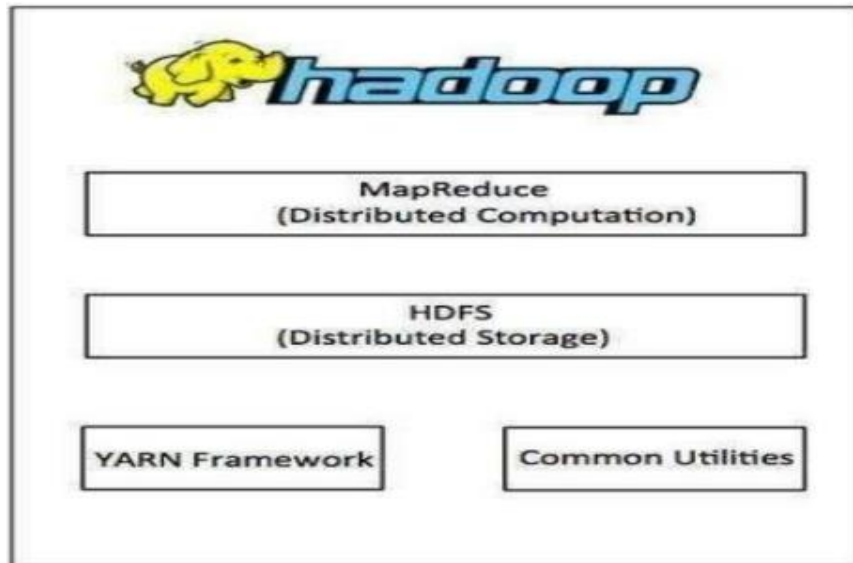 hadoop
MapReduce
(Distributed Computation)
HDFS
(Distributed Storage)
YARN Framework
Common Utilities